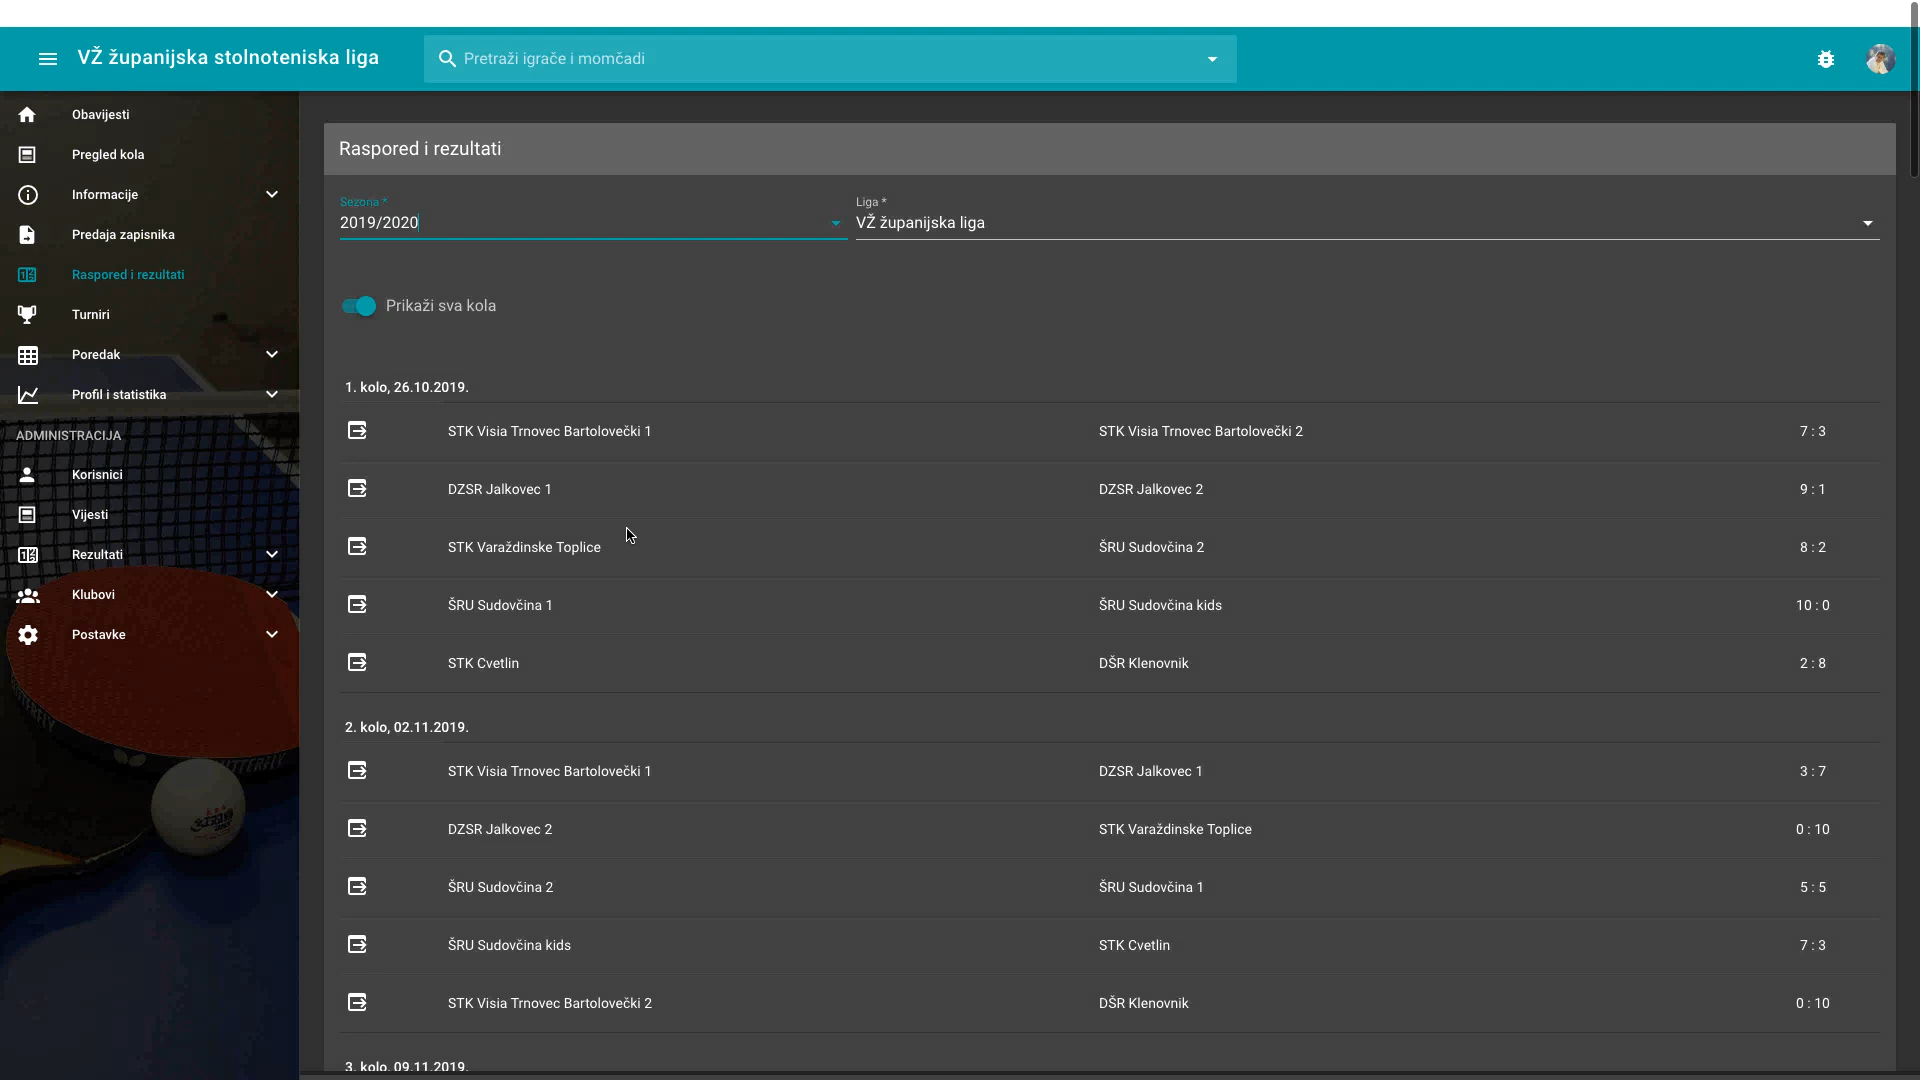 VŽ županijska stolnoteniska liga
Pretraži igrače i momčadi
Obavijesti
Pregled kola
Informacije
Predaja zapisnika
Raspored i rezultati
Turniri
Poredak
Profil i statistika
ADMINISTRACIJA
Korisnici
Vijesti
Rezultati
Klubovi
Postavke
Raspored i rezultati
Sezona *
2019/2020
Liga *
VŽ županijska liga
Prikaži sva kola
1. kolo, 26.10.2019.
STK Visia Trnovec Bartolovečki 1 STK Visia Trnovec Bartolovečki 2 7 : 3
DZSR Jalkovec 1 DZSR Jalkovec 2 9 : 1
STK Varaždinske Toplice ŠRU Sudovčina 2 8 : 2
ŠRU Sudovčina 1 ŠRU Sudovčina kids 10 : 0
STK Cvetlin DŠR Klenovnik 2 : 8
2. kolo, 02.11.2019.
STK Visia Trnovec Bartolovečki 1 DZSR Jalkovec 1 3 : 7
DZSR Jalkovec 2 STK Varaždinske Toplice 0 : 10
ŠRU Sudovčina 2 ŠRU Sudovčina 1 5 : 5
ŠRU Sudovčina kids STK Cvetlin 7 : 3
STK Visia Trnovec Bartolovečki 2 DŠR Klenovnik 0 : 10
3. kolo, 09.11.2019.